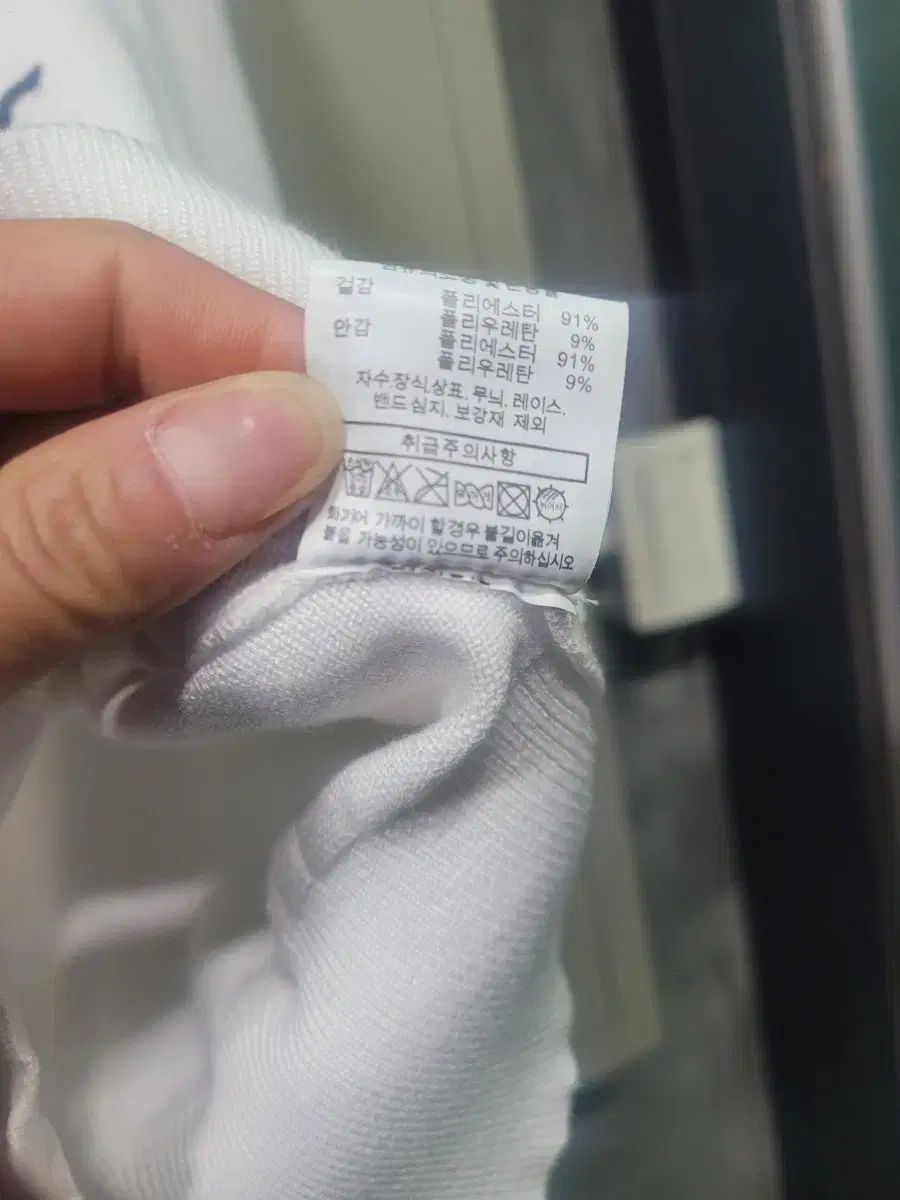 겉감 폴리에스터 91%
폴리우레탄 9%
안감 폴리에스터 91%
폴리우레탄 9%
자수.장식.상표. 무늬. 레이스.
밴드심지. 보강재 제외
취급주의사항
화기에 가까이 할경우 불길이옮겨
붙을 가능성이 있으므로 주의하십시오